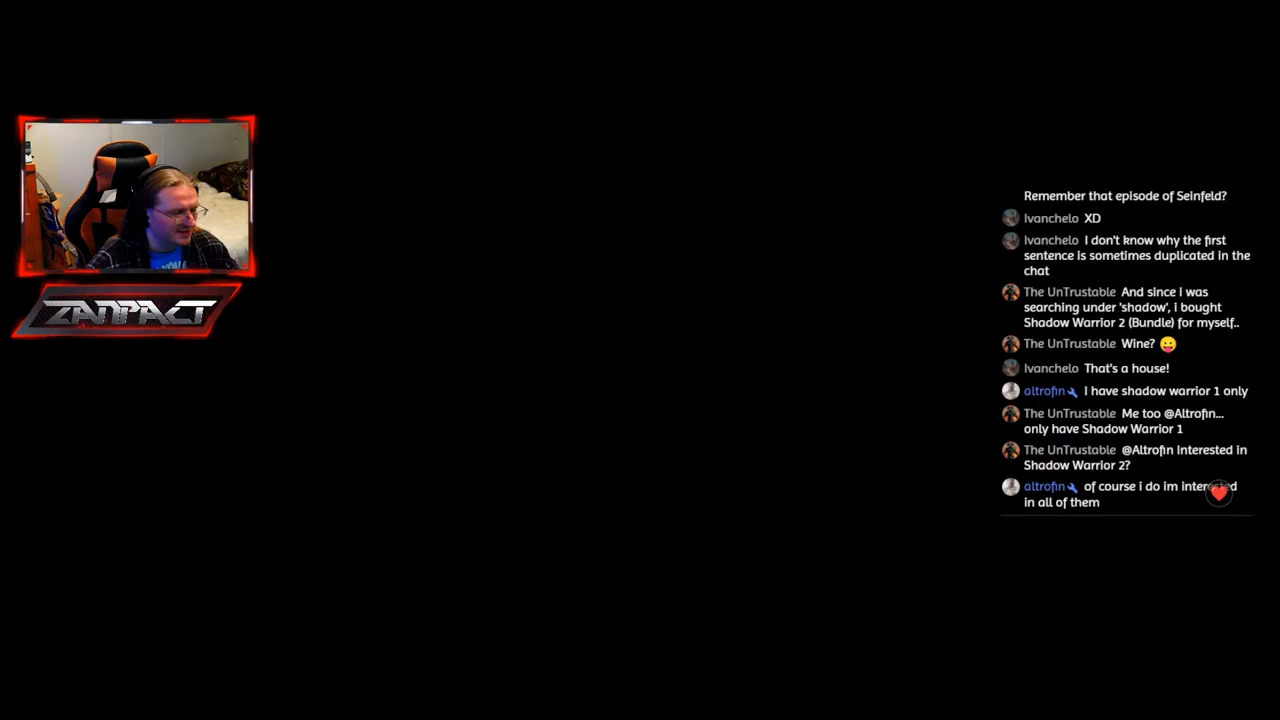 ZANPACT
Remember that episode of Seinfeld?
Ivanchelo XD
Ivanchelo I don't know why the first
sentence is sometimes duplicated in the
chat
The UnTrustable And since i was
searching under 'shadow', i bought
Shadow Warrior 2 (Bundle) for myself..
The UnTrustable Wine? 😛
Ivanchelo That's a house!
altrofin I have shadow warrior 1 only
The UnTrustable Me too @Altrofin...
only have Shadow Warrior 1
The UnTrustable @Altrofin Interested in
Shadow Warrior 2?
altrofin of course i do im interested
in all of them